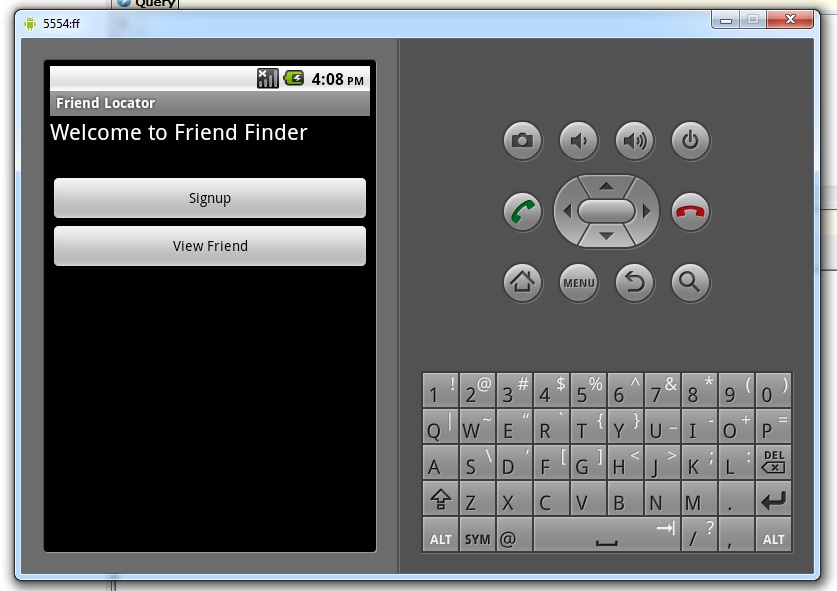 Query
5554:ff
4:08 PM
Friend Locator
Welcome to Friend Finder
Signup
View Friend
MENU
1 ! 2 @ 3 # 4 $ 5 % 6 ^ 7 & 8 * 9 ( 0 )
Q | W ~ E “ R ` T { Y } U _ I - O + P =
A S \ D ‘ F [ G ] H < J > K ; L : DEL
Z X C V B N M .
ALT SYM @ / ? , ALT